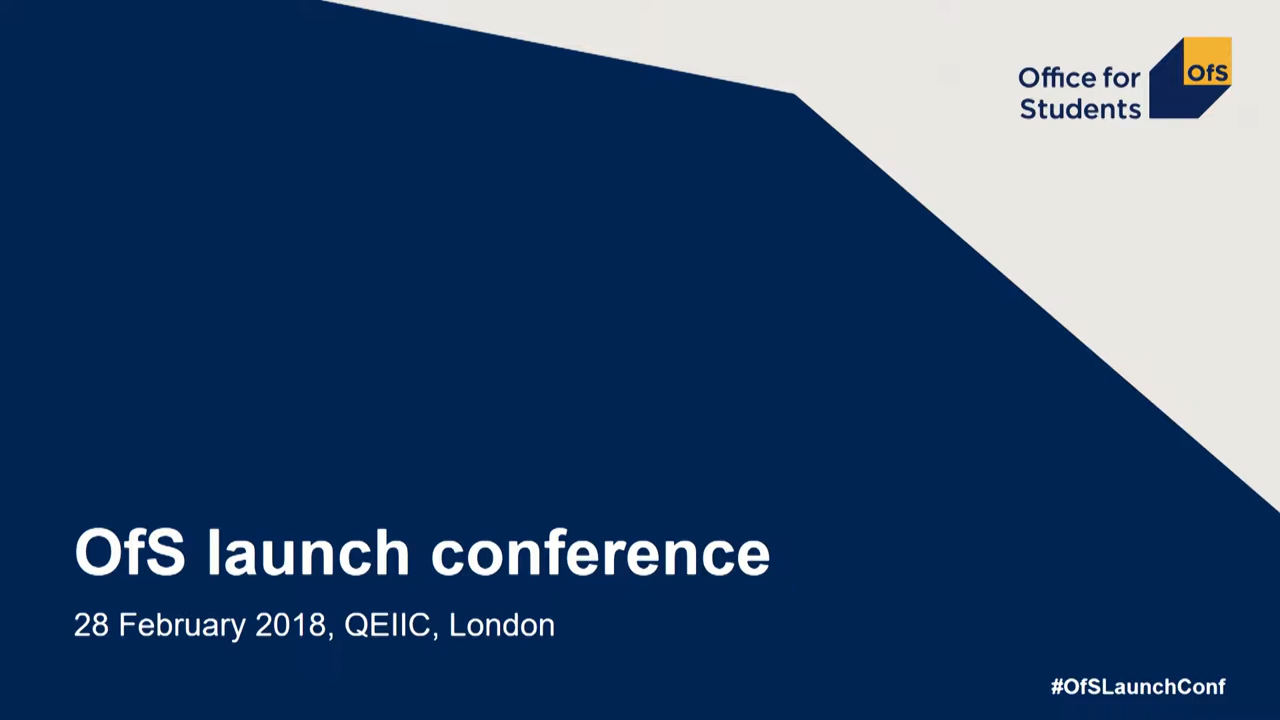 Office for
Students
OfS
OfS launch conference
28 February 2018, QEIIC, London
#OfSLaunchConf